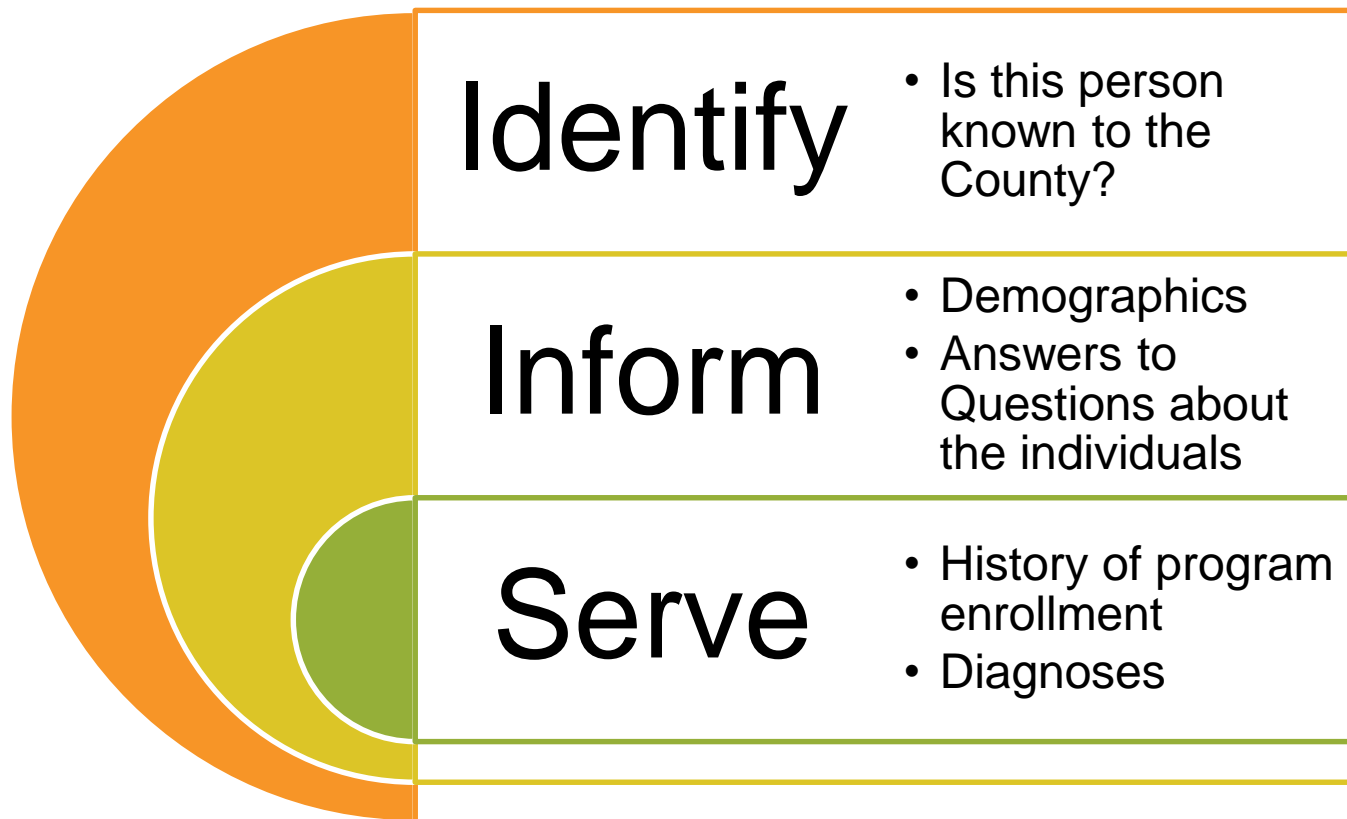 Identify
• Is this person
known to the
County?
Inform
• Demographics
• Answers to
Questions about
the individuals
Serve
• History of program
enrollment
• Diagnoses